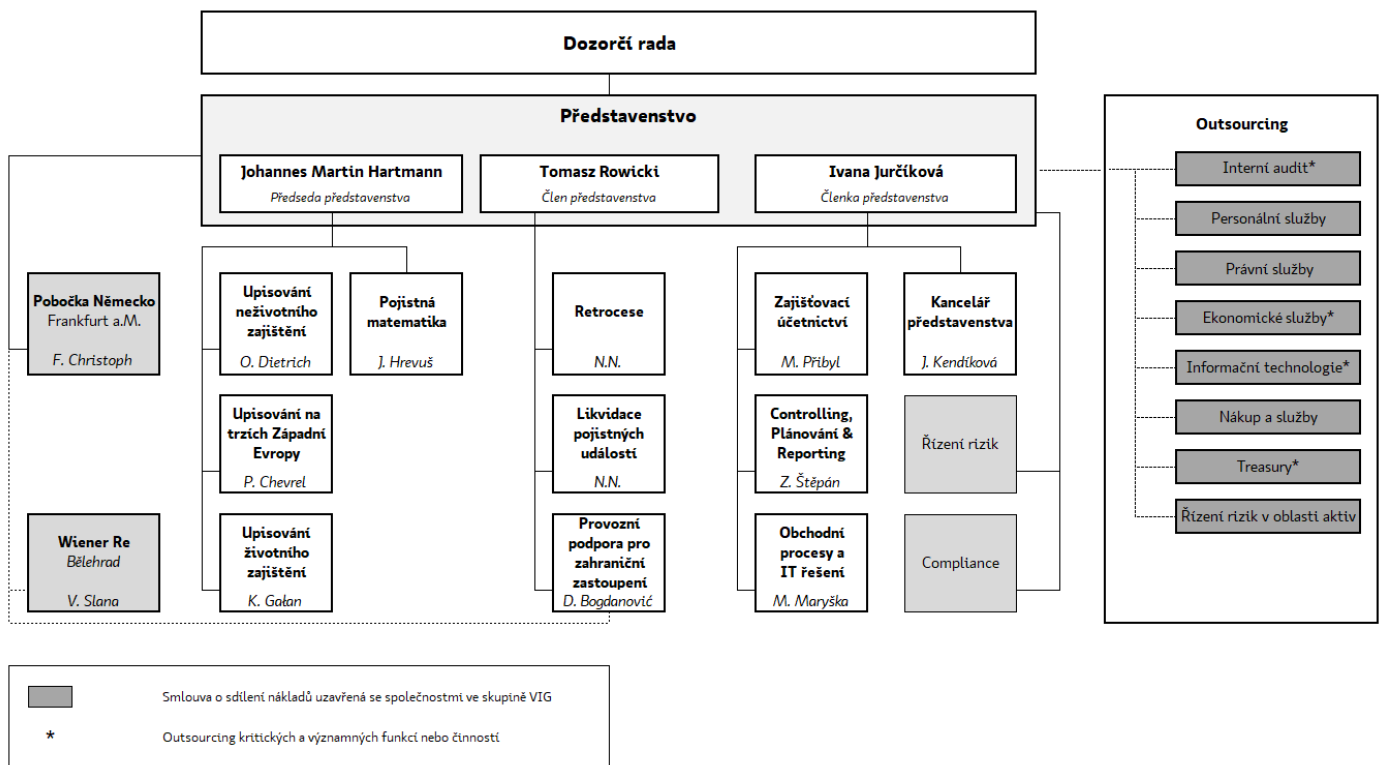 Dozorčí rada
Představenstvo
Johannes Martin Hartmann
Předseda představenstva
Tomasz Rowicki
Člen představenstva
Ivana Jurčíková
Členka představenstva
Outsourcing
Interní audit*
Personální služby
Právní služby
Ekonomické služby*
Informační technologie*
Nákup a služby
Treasury*
Řízení rizik v oblasti aktiv
Pobočka Německo
Frankfurt a.M.
F. Christoph
Upisování
neživotního
zajištění
O. Dietrich
Pojistná
matematika
J. Hrevuš
Retrocese
N.N.
Zajišťovací
účetnictví
M. Přibyl
Kancelář
představenstva
J. Kendíková
Upisování na
trzích Západní
Evropy
P. Chevrel
Likvidace
pojistných
událostí
N.N.
Controlling,
Plánování &
Reporting
Z. Štěpán
Řízení rizik
Wiener Re
Bělehrad
V. Slana
Upisování
životního
zajištění
K. Gałan
Provozní
podpora pro
zahraniční
zastoupení
D. Bogdanović
Obchodní
procesy a
IT řešení
M. Maryška
Compliance
Smlouva o sdílení nákladů uzavřená se společnostmi ve skupině VIG
* Outsourcing kritických a významných funkcí nebo činností